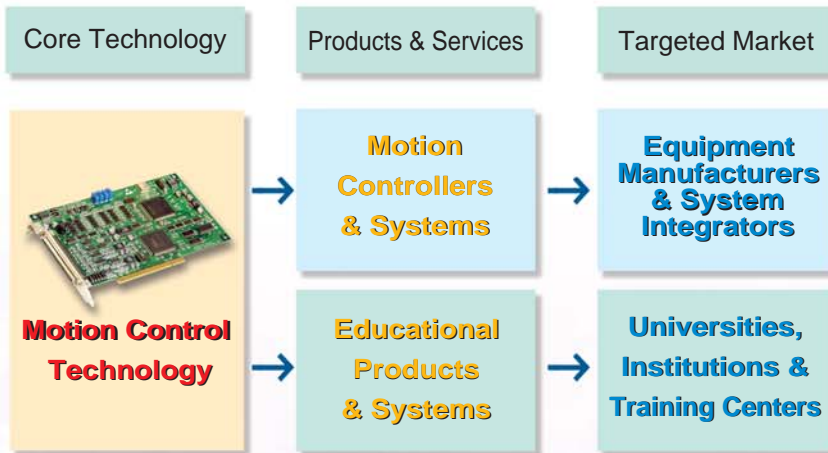 Core Technology
Products & Services
Targeted Market
Motion Control
Technology
Motion
Controllers
& Systems
Equipment
Manufacturers
& System
Integrators
Educational
Products
& Systems
Universities,
Institutions &
Training Centers